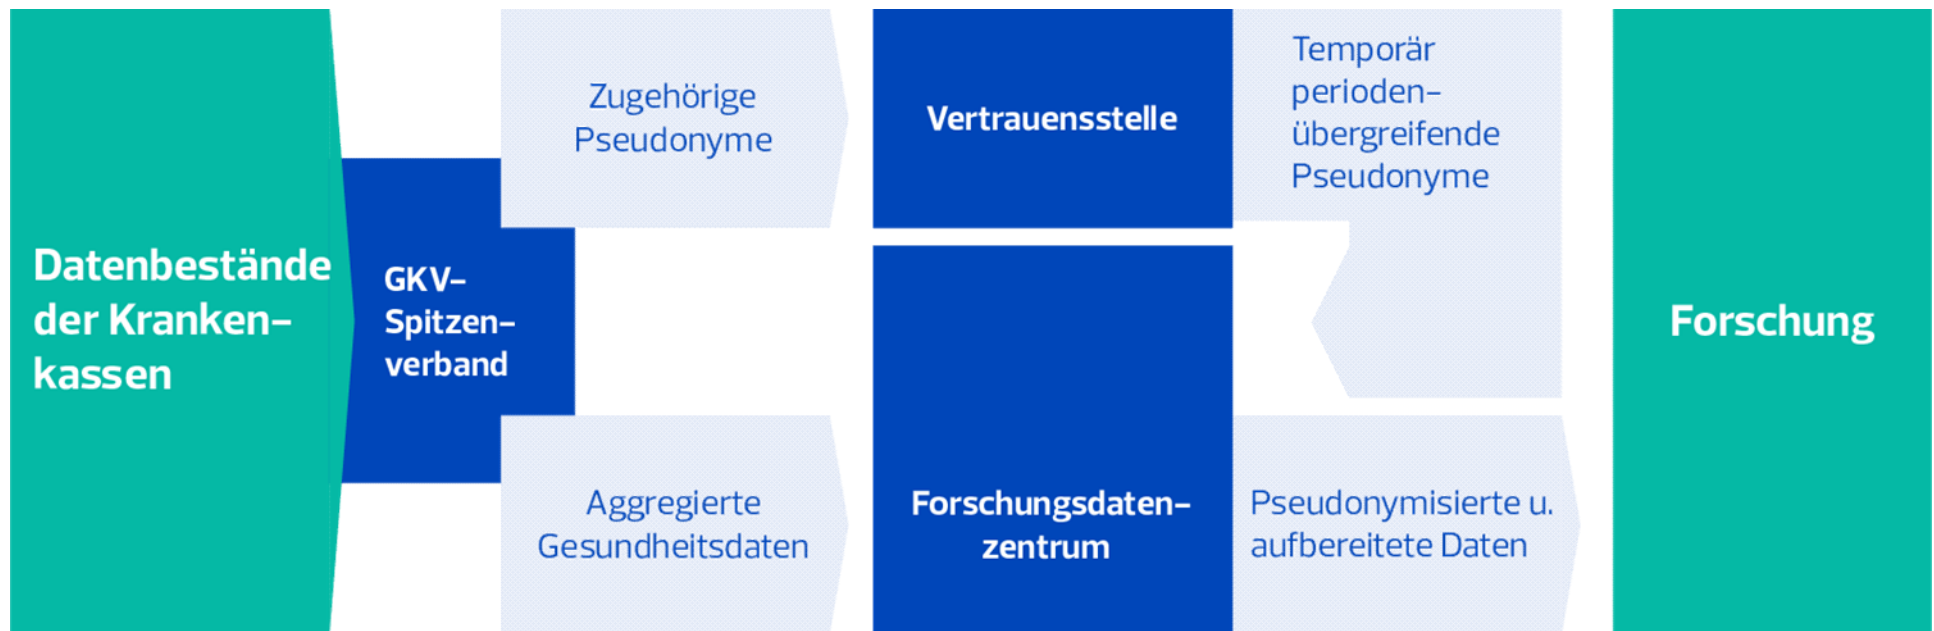 Datenbestände
der Kranken-
kassen
GKV-
Spitzen-
verband
Zugehörige
Pseudonyme
Aggregierte
Gesundheitsdaten
Vertrauensstelle
Forschungsdaten-
zentrum
Temporär
perioden-
übergreifende
Pseudonyme
Pseudonymisierte u.
aufbereitete Daten
Forschung